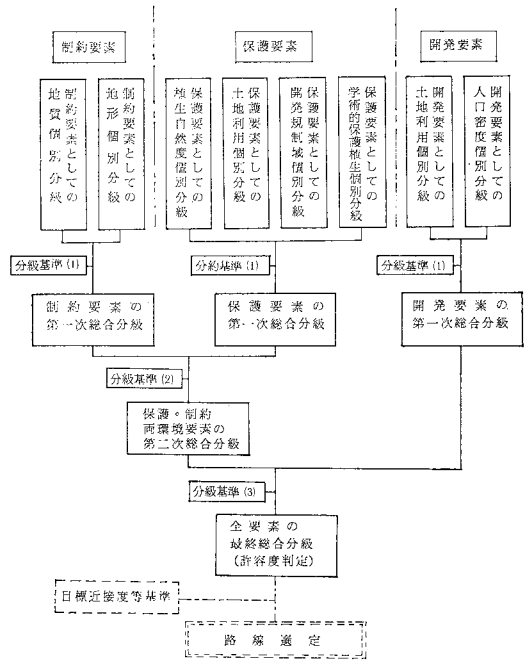 制約要素
保護要素
開発要素
制約要素としての
地質個別分級
制約要素としての
地形個別分級
保護要素としての
植生自然度個別分級
保護要素としての
土地利用個別分級
保護要素としての
開発規制域個別分級
保護要素としての
学術的保護植生個別分級
開発要素としての
土地利用個別分級
開発要素としての
人口密度個別分級
分級基準(1)
分約基準(1)
分級基準(1)
制約要素の
第一次総合分級
保護要素の
第一次総合分級
開発要素の
第一次総合分級
分級基準(2)
保護・制約
両環境要素の
第二次総合分級
分級基準(3)
全要素の
最終総合分級
(許容度判定)
目標近接度等基準
路線選定